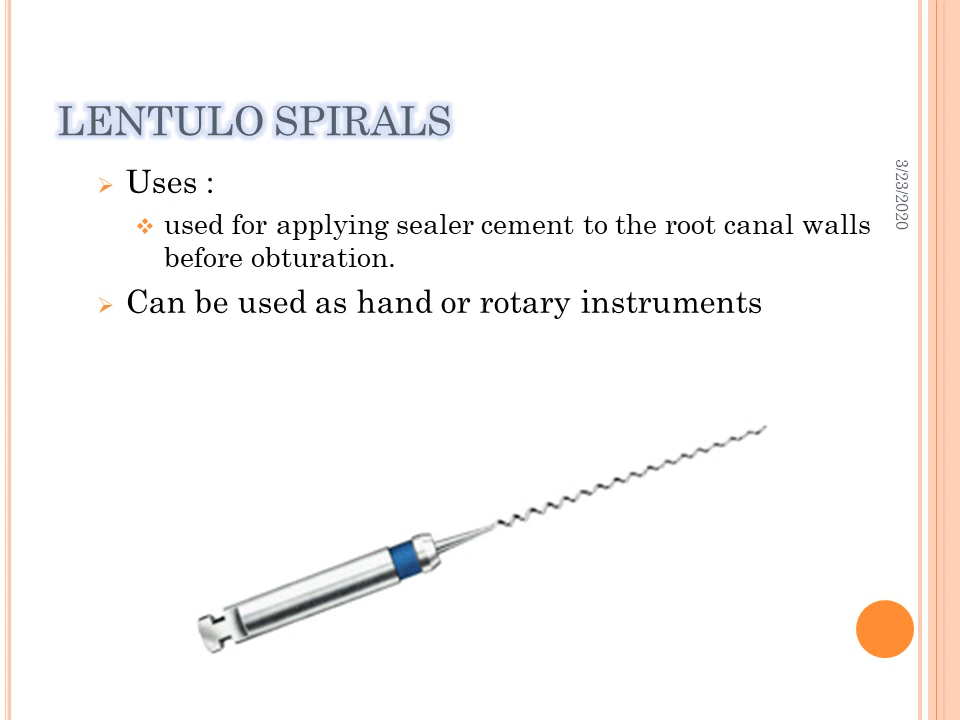 LENTULO SPIRALS
Uses :
used for applying sealer cement to the root canal walls
before obturation.
Can be used as hand or rotary instruments
3/23/2020